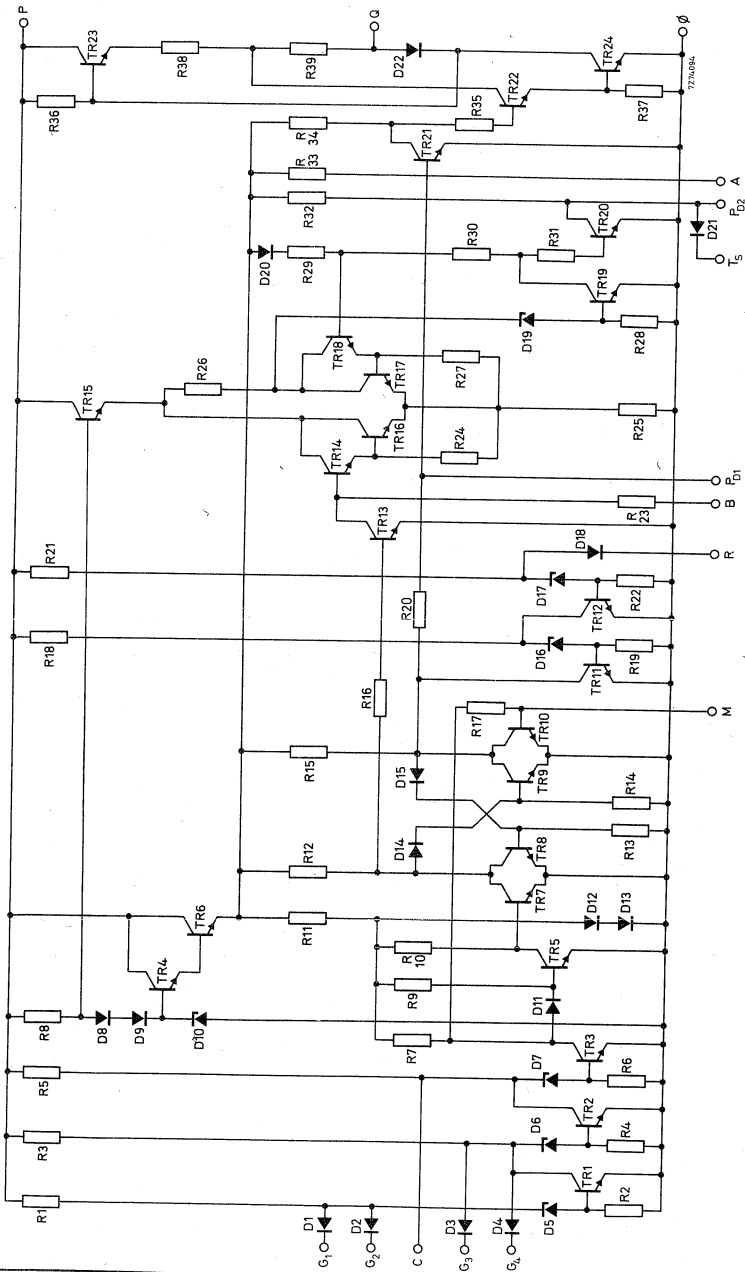 P
Q
Ø
7Z74094
TR23
R38
R39
D22
TR24
R36
TR22
R37
R35
R
34
TR21
R
33
A
R32
P D2
D21
T S
TR20
D20
R29
R30
R31
TR19
D19
R28
TR18
TR17
R27
R26
TR15
TR14
TR16
R24
R25
P D1
B
R
23
TR13
D18
R
R21
D17
R22
TR12
R20
R18
D16
R19
TR11
R16
R17
TR10
M
R15
D15
TR9
R14
D14
TR8
R13
R12
TR7
D12
D13
TR6
R11
R
10
TR4
TR5
R9
D11
R8
D8
D9
D10
R7
TR3
R5
D7
R6
TR2
R3
D6
R4
TR1
R1
D5
R2
D1
D2
D3
D4
G1
G2
C
G3
G4